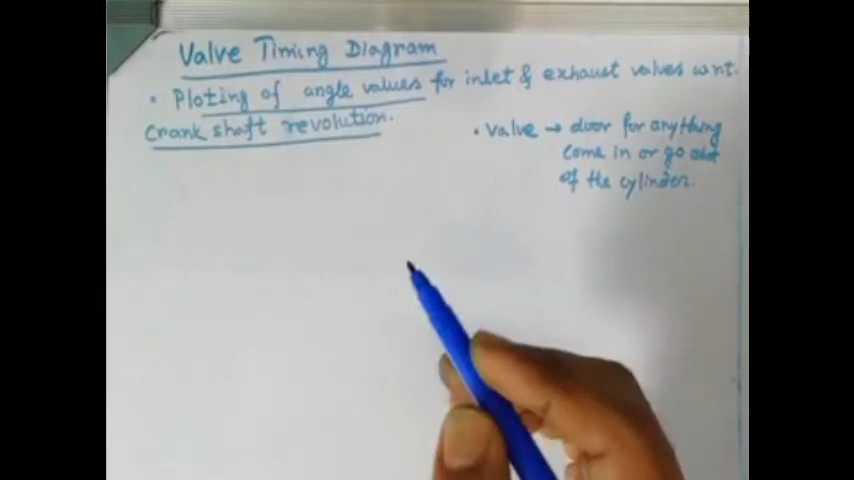 Valve Timing Diagram
• Ploting of angle values for inlet & exhaust valves w.r.t.
Crank shaft revolution.
• Valve → door for anything
come in or go out
of the cylinder.